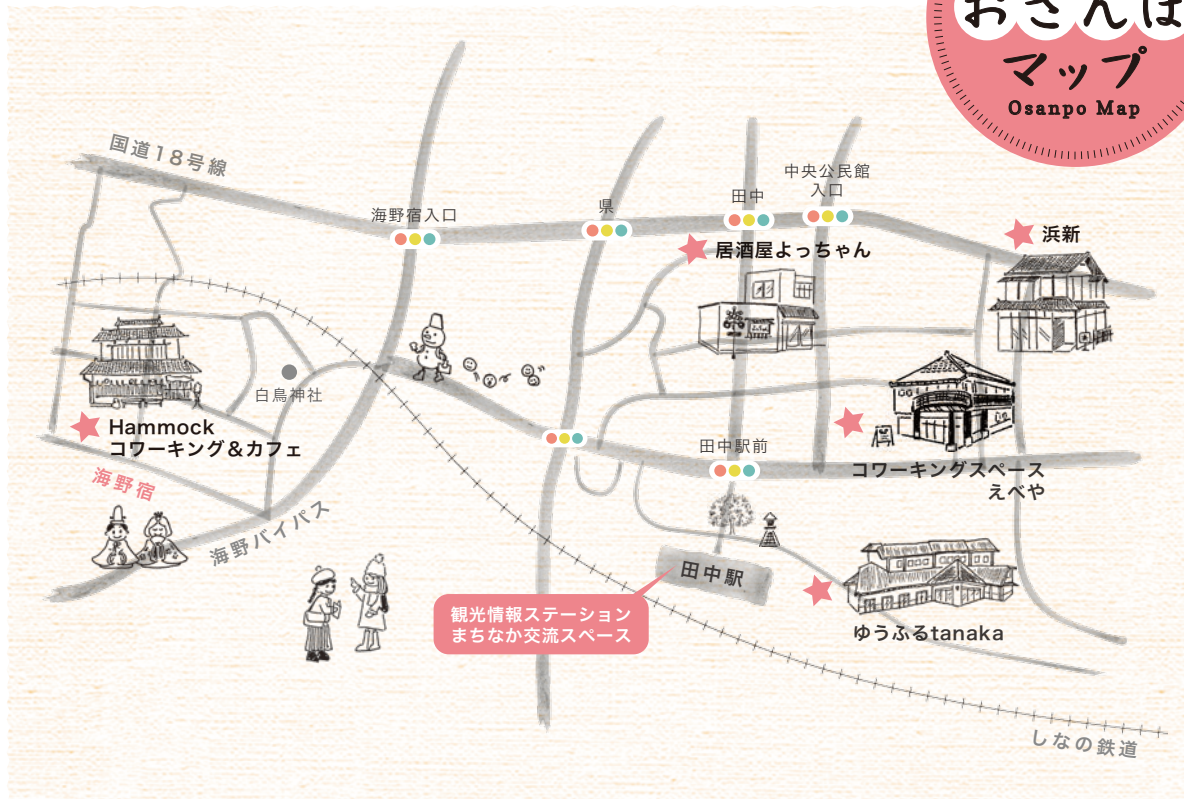 おさんぽ
マップ
Osanpo Map
国道18号線
海野宿入口
県
田中
中央公民館
入口
居酒屋よっちゃん
浜新
白鳥神社
Hammock
コワーキング＆カフェ
海野宿
海野バイパス
田中駅前
コワーキングスペース
えべや
田中駅
観光情報ステーション
まちなか交流スペース
ゆうふるtanaka
しなの鉄道